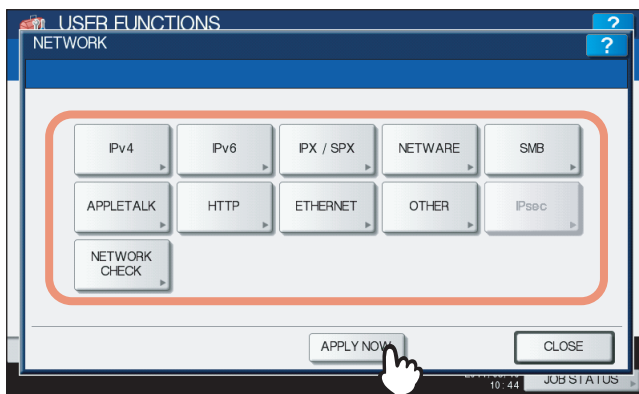 USER FUNCTIONS ?
NETWORK ?
IPv4 IPv6 IPX / SPX NETWARE SMB
APPLETALK HTTP ETHERNET OTHER IPsec
NETWORK
CHECK
APPLY NOW CLOSE
10:44 JOB STATUS